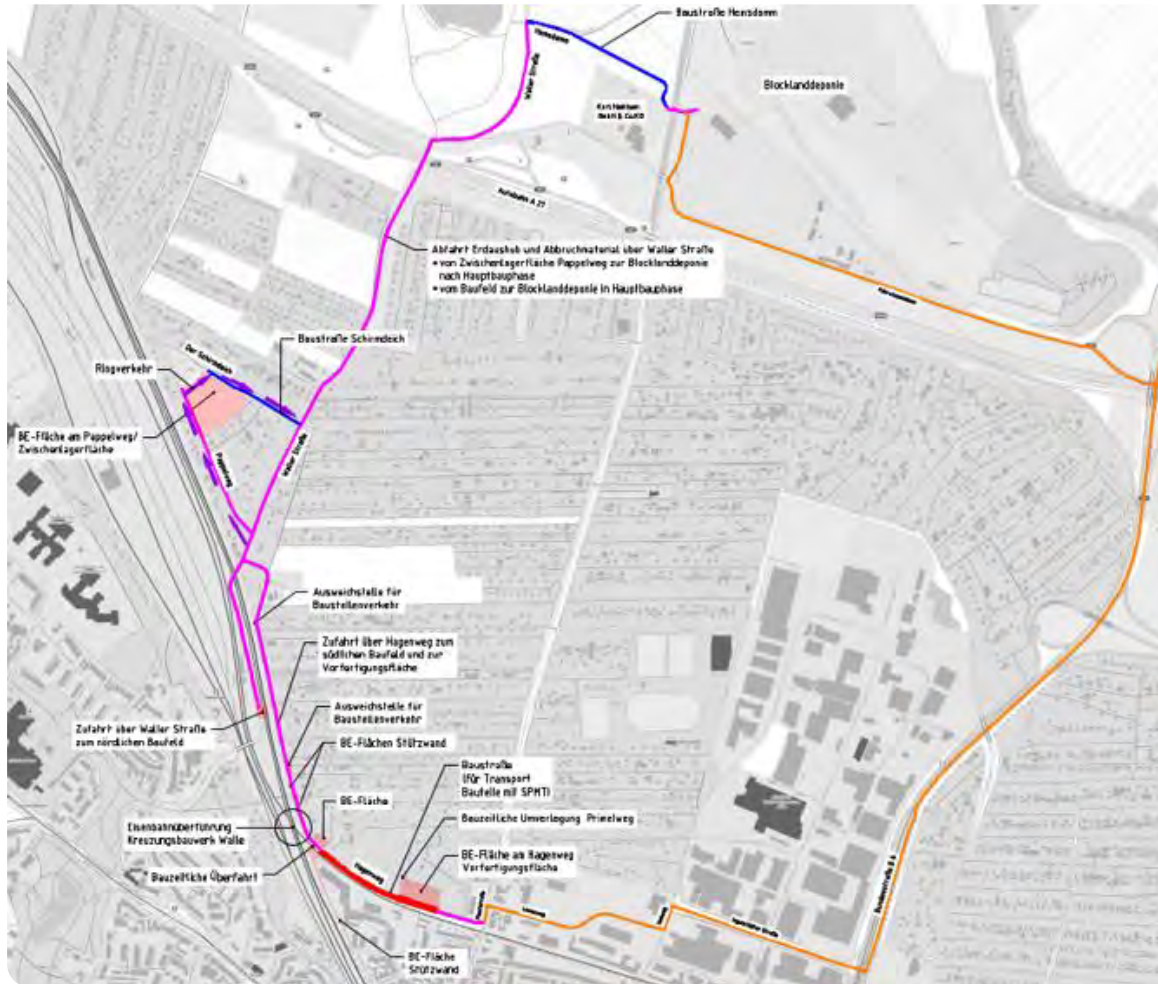 Baustraße Hemsdamm
Hemsdamm
Waller Straße
Blocklanddeponie
Autobahn A 27
Abfahrt Erdaushub und Abbruchmaterial über Waller Straße
• von Zwischenlagerfläche Pappelweg zur Blocklanddeponie
nach Hauptbauphase
• vom Baufeld zur Blocklanddeponie in Hauptbauphase
Baustraße Schirmdeich
Der Schirmdeich
Ringverkehr
BE-Fläche am Pappelweg/
Zwischenlagerfläche
Pappelweg
Waller Straße
Ausweichstelle für
Baustellenverkehr
Zufahrt über Hagenweg zum
südlichen Baufeld und zur
Vorfertigungsfläche
Zufahrt über Waller Straße
zum nördlichen Baufeld
Ausweichstelle für
Baustellenverkehr
BE-Flächen Stützwand
Baustraße
(für Transport
Bauteile mit SPMT)
BE-Fläche
Bauzeitliche Umverlegung Primelweg
Eisenbahnüberführung
Kreuzungsbauwerk Walle
BE-Fläche am Hagenweg
Vorfertigungsfläche
Bauzeitliche Überfahrt
Hagenweg
Bundesstraße B 6
BE-Fläche
Stützwand